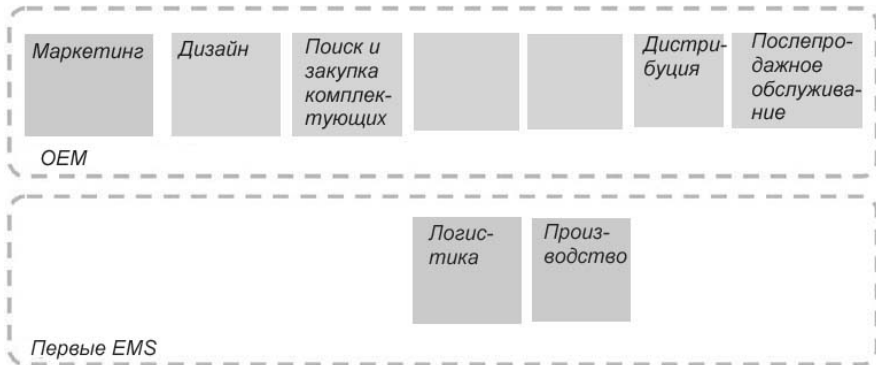 Маркетинг
Дизайн
Поиск и
закупка
комплек-
тующих
Дистри-
буция
Послепро-
дажное
обслужива-
ние
OEM
Логис-
тика
Произ-
водство
Первые EMS